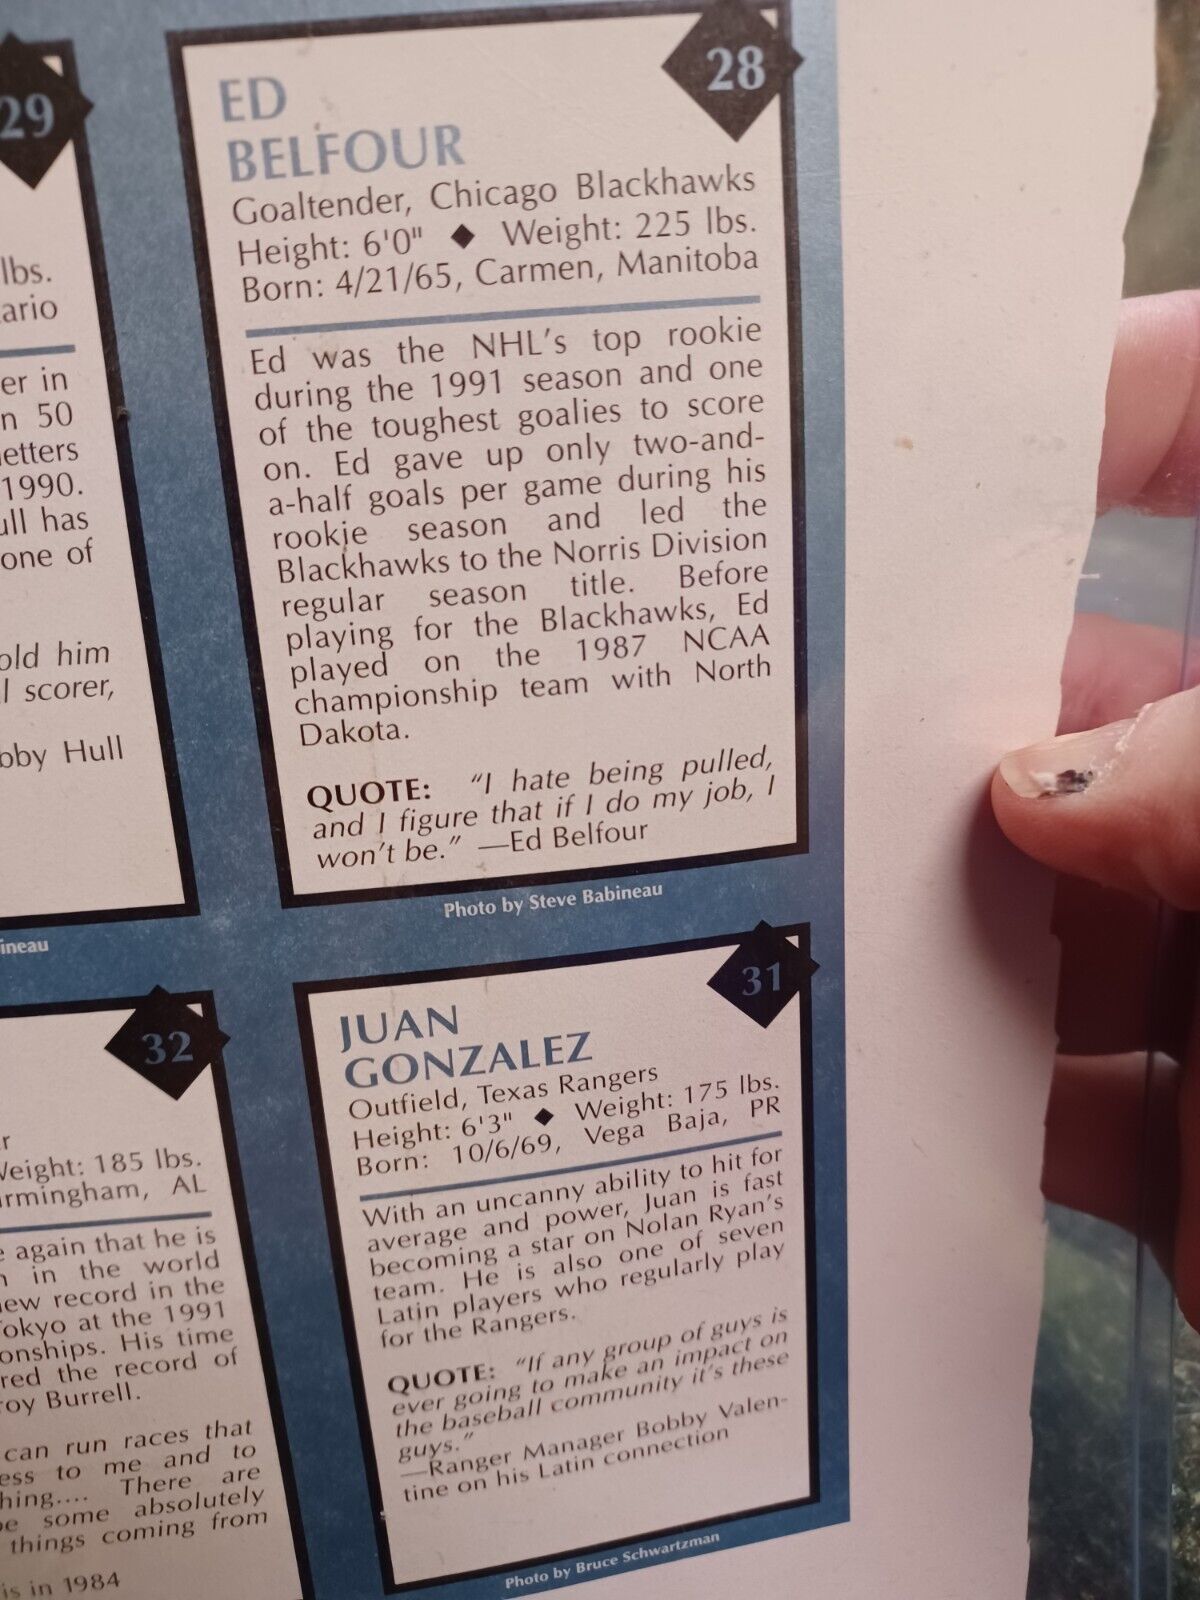 29
lbs.
ario
er in
n 50
etters
1990.
ull has
one of
old him
l scorer,
bby Hull
ineau
28
ED
BELFOUR
Goaltender, Chicago Blackhawks
Height: 6'0" ◆ Weight: 225 lbs.
Born: 4/21/65, Carmen, Manitoba
Ed was the NHL's top rookie
during the 1991 season and one
of the toughest goalies to score
on. Ed gave up only two-and-
a-half goals per game during his
rookie season and led the
Blackhawks to the Norris Division
regular season title. Before
playing for the Blackhawks, Ed
played on the 1987 NCAA
championship team with North
Dakota.
QUOTE: "I hate being pulled,
and I figure that if I do my job, I
won't be." —Ed Belfour
Photo by Steve Babineau
32
r
Weight: 185 lbs.
irmingham, AL
e again that he is
n in the world
new record in the
Tokyo at the 1991
onships. His time
red the record of
roy Burrell.
can run races that
ess to me and to
hing.... There are
be some absolutely
things coming from
is in 1984
31
JUAN
GONZALEZ
Outfield, Texas Rangers
Height: 6'3" ◆ Weight: 175 lbs.
Born: 10/6/69, Vega Baja, PR
With an uncanny ability to hit for
average and power, Juan is fast
becoming a star on Nolan Ryan's
team. He is also one of seven
Latin players who regularly play
for the Rangers.
QUOTE: "If any group of guys is
ever going to make an impact on
the baseball community it's these
guys."
—Ranger Manager Bobby Valen-
tine on his Latin connection
Photo by Bruce Schwartzman